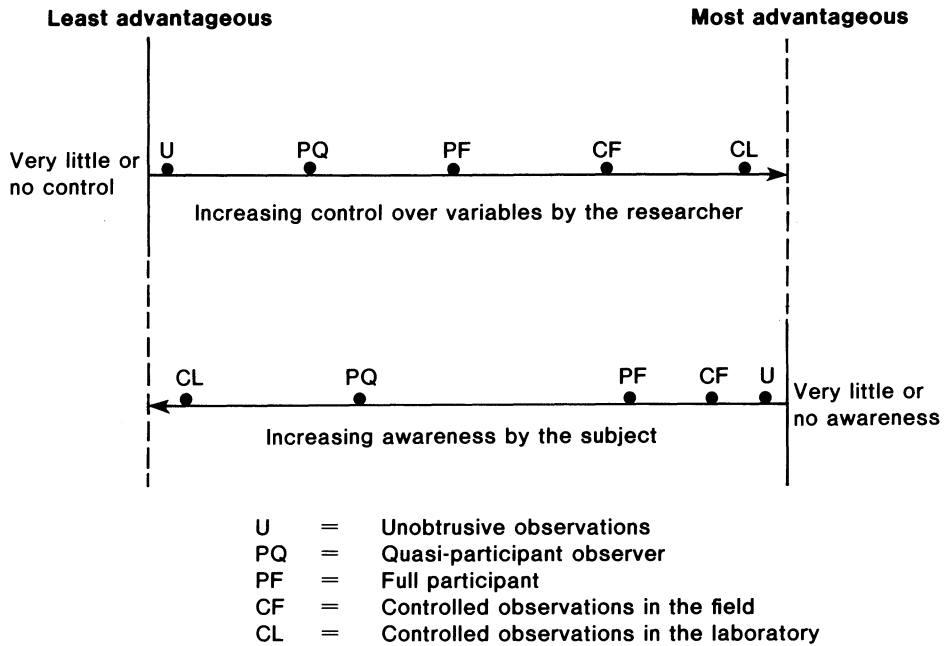 Least advantageous
Most advantageous
U PQ PF CF CL
Very little or
no control
Increasing control over variables by the researcher
CL PQ PF CF U
Very little or
no awareness
Increasing awareness by the subject
U = Unobtrusive observations
PQ = Quasi-participant observer
PF = Full participant
CF = Controlled observations in the field
CL = Controlled observations in the laboratory